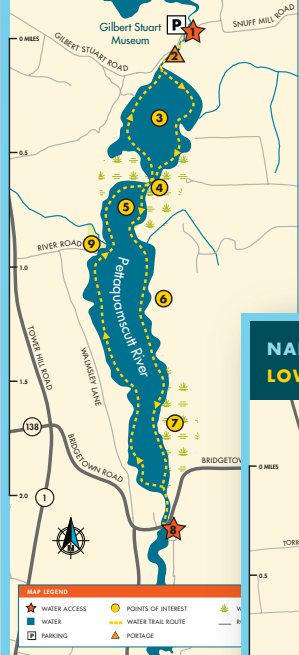 Gilbert Stuart
Museum
P
1
SNUFF MILL ROAD
0 MILES
GILBERT STUART ROAD
2
3
0.5
4
5
RIVER ROAD
9
1.0
Pettaquamscutt River
6
TOWER HILL ROAD
WALMSLEY LANE
1.5
7
138
BRIDGETOWN ROAD
BRIDGETOW
2.0
1
8
N
NA
LOV
0 MILES
TORR
0.5
MAP LEGEND
WATER ACCESS
POINTS OF INTEREST
W
WATER
WATER TRAIL ROUTE
R
P PARKING
PORTAGE